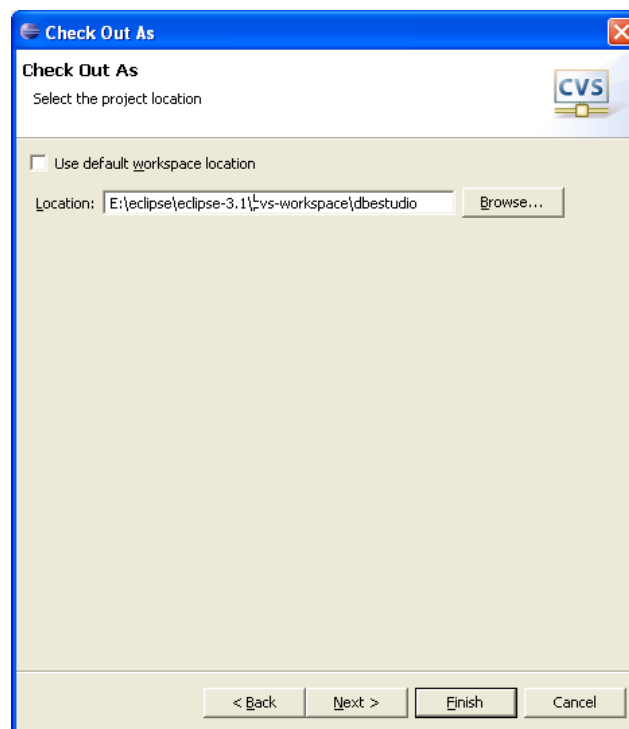 Check Out As
Check Out As
Select the project location
CVS
Use default workspace location
Location: E:\eclipse\eclipse-3.1\cvs-workspace\dbestudio Browse...
< Back Next > Finish Cancel